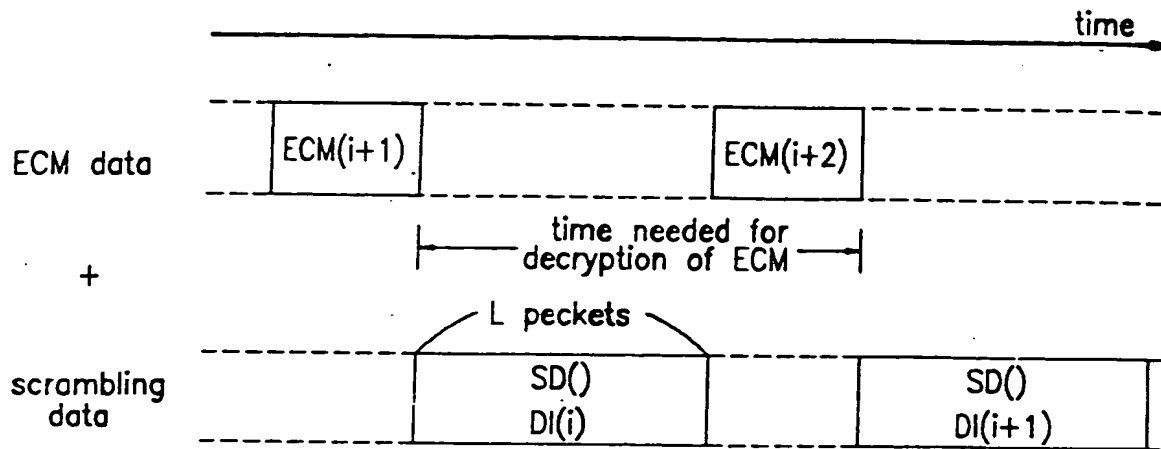 time
ECM data
ECM(i+1)
ECM(i+2)
time needed for
decryption of ECM
+
L peckets
scrambling
data
SD()
DI(i)
SD()
DI(i+1)